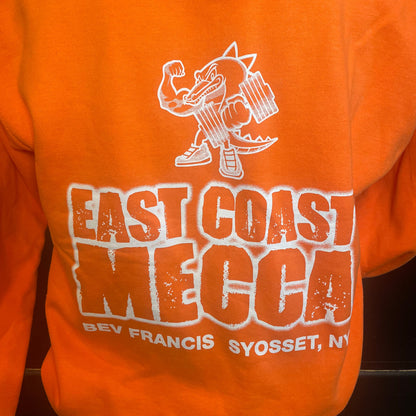 EAST COAST
MECCA
BEV FRANCIS SYOSSET, NY